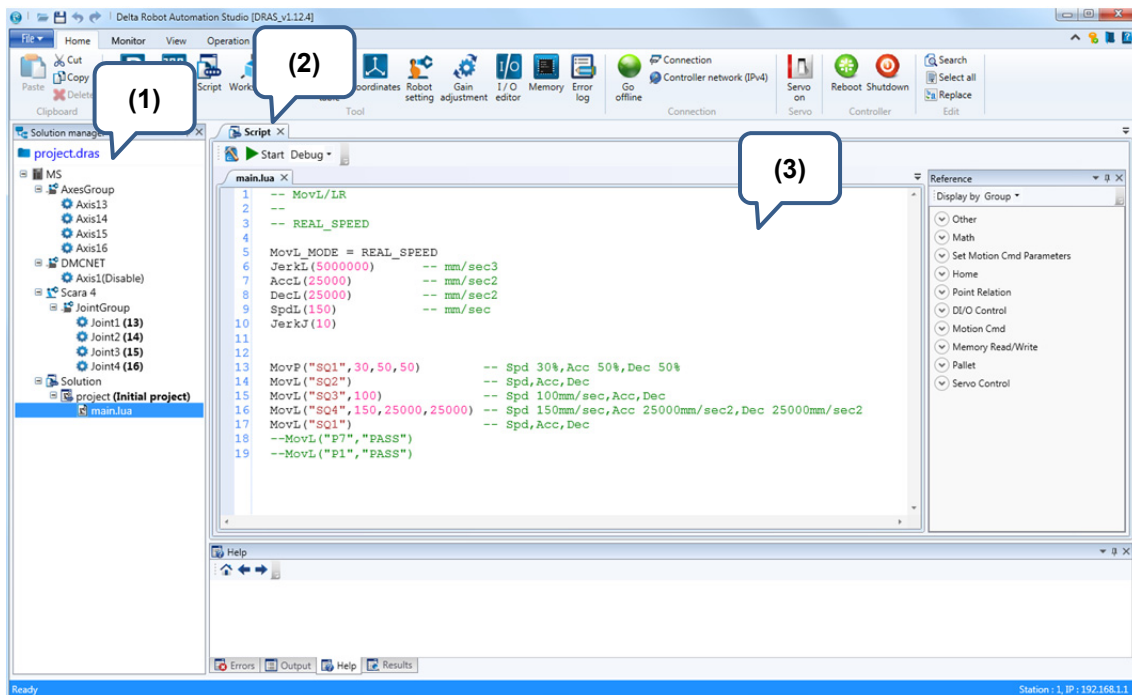 Delta Robot Automation Studio [DRAS_v1.12.4]
File Home Monitor View Operation
(1)
(2)
(3)
Paste
Cut
Copy
Delete
Clipboard
Script
Robot setting
Gain adjustment
I/O
I / O editor
Memory
Error log
Tool
Go offline
Connection
Controller network (IPv4)
Connection
Servo on
Servo
Reboot
Shutdown
Controller
Search
Select all
Replace
Edit
Solution manage
project.dras
MS
AxesGroup
Axis13
Axis14
Axis15
Axis16
DMCNET
Axis1(Disable)
Scara 4
JointGroup
Joint1 (13)
Joint2 (14)
Joint3 (15)
Joint4 (16)
Solution
project (Initial project)
main.lua
Script
Start Debug
main.lua
1 -- MovL/LR
2 --
3 -- REAL_SPEED
4
5 MovL_MODE = REAL_SPEED
6 JerkL(5000000) -- mm/sec3
7 AccL(25000) -- mm/sec2
8 DecL(25000) -- mm/sec2
9 SpdL(150) -- mm/sec
10 JerkJ(10)
11
12
13 MovP("SQ1",30,50,50) -- Spd 30%,Acc 50%,Dec 50%
14 MovL("SQ2") -- Spd,Acc,Dec
15 MovL("SQ3",100) -- Spd 100mm/sec,Acc,Dec
16 MovL("SQ4",150,25000,25000) -- Spd 150mm/sec,Acc 25000mm/sec2,Dec 25000mm/sec2
17 MovL("SQ1") -- Spd,Acc,Dec
18 --MovL("P7","PASS")
19 --MovL("P1","PASS")
Reference
Display by Group
Other
Math
Set Motion Cmd Parameters
Home
Point Relation
DI/O Control
Motion Cmd
Memory Read/Write
Pallet
Servo Control
Help
Errors Output Help Results
Ready
Station : 1, IP : 192.168.1.1